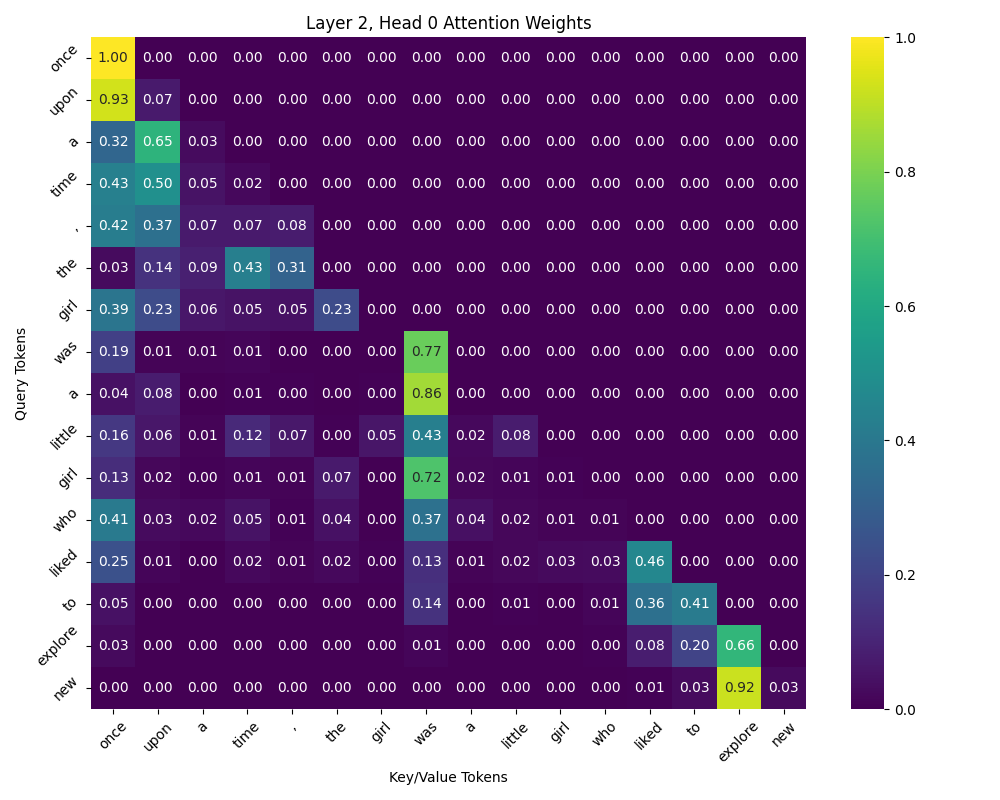 Layer 2, Head 0 Attention Weights
Query Tokens
once 1.00 0.00 0.00 0.00 0.00 0.00 0.00 0.00 0.00 0.00 0.00 0.00 0.00 0.00 0.00 0.00
upon 0.93 0.07 0.00 0.00 0.00 0.00 0.00 0.00 0.00 0.00 0.00 0.00 0.00 0.00 0.00 0.00
a 0.32 0.65 0.03 0.00 0.00 0.00 0.00 0.00 0.00 0.00 0.00 0.00 0.00 0.00 0.00 0.00
time 0.43 0.50 0.05 0.02 0.00 0.00 0.00 0.00 0.00 0.00 0.00 0.00 0.00 0.00 0.00 0.00
, 0.42 0.37 0.07 0.07 0.08 0.00 0.00 0.00 0.00 0.00 0.00 0.00 0.00 0.00 0.00 0.00
the 0.03 0.14 0.09 0.43 0.31 0.00 0.00 0.00 0.00 0.00 0.00 0.00 0.00 0.00 0.00 0.00
girl 0.39 0.23 0.06 0.05 0.05 0.23 0.00 0.00 0.00 0.00 0.00 0.00 0.00 0.00 0.00 0.00
was 0.19 0.01 0.01 0.01 0.00 0.00 0.00 0.77 0.00 0.00 0.00 0.00 0.00 0.00 0.00 0.00
a 0.04 0.08 0.00 0.01 0.00 0.00 0.00 0.86 0.00 0.00 0.00 0.00 0.00 0.00 0.00 0.00
little 0.16 0.06 0.01 0.12 0.07 0.00 0.05 0.43 0.02 0.08 0.00 0.00 0.00 0.00 0.00 0.00
girl 0.13 0.02 0.00 0.01 0.01 0.07 0.00 0.72 0.02 0.01 0.01 0.00 0.00 0.00 0.00 0.00
who 0.41 0.03 0.02 0.05 0.01 0.04 0.00 0.37 0.04 0.02 0.01 0.01 0.00 0.00 0.00 0.00
liked 0.25 0.01 0.00 0.02 0.01 0.02 0.00 0.13 0.01 0.02 0.03 0.03 0.46 0.00 0.00 0.00
to 0.05 0.00 0.00 0.00 0.00 0.00 0.00 0.14 0.00 0.01 0.00 0.01 0.36 0.41 0.00 0.00
explore 0.03 0.00 0.00 0.00 0.00 0.00 0.00 0.01 0.00 0.00 0.00 0.00 0.08 0.20 0.66 0.00
new 0.00 0.00 0.00 0.00 0.00 0.00 0.00 0.00 0.00 0.00 0.00 0.00 0.01 0.03 0.92 0.03
once upon a time , the girl was a little girl who liked to explore new
Key/Value Tokens
1.0
0.8
0.6
0.4
0.2
0.0